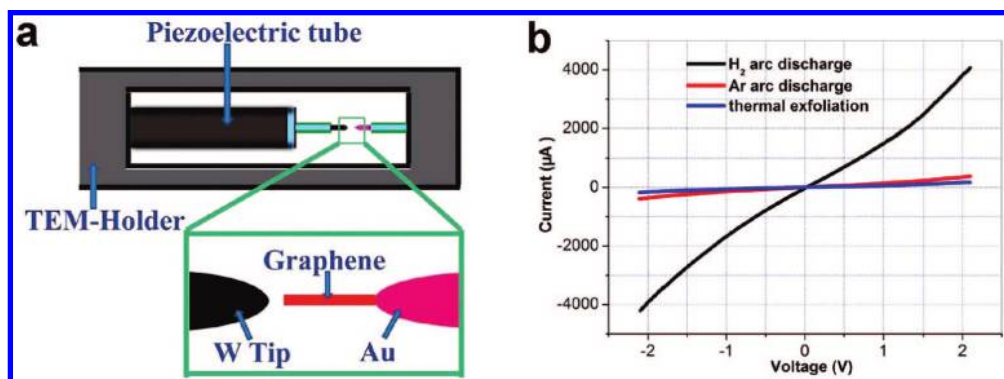 a
Piezoelectric tube
TEM-Holder
Graphene
W Tip
Au
b
H₂ arc discharge
Ar arc discharge
thermal exfoliation
Current (µA)
4000
2000
0
-2000
-4000
-2
-1
0
1
2
Voltage (V)